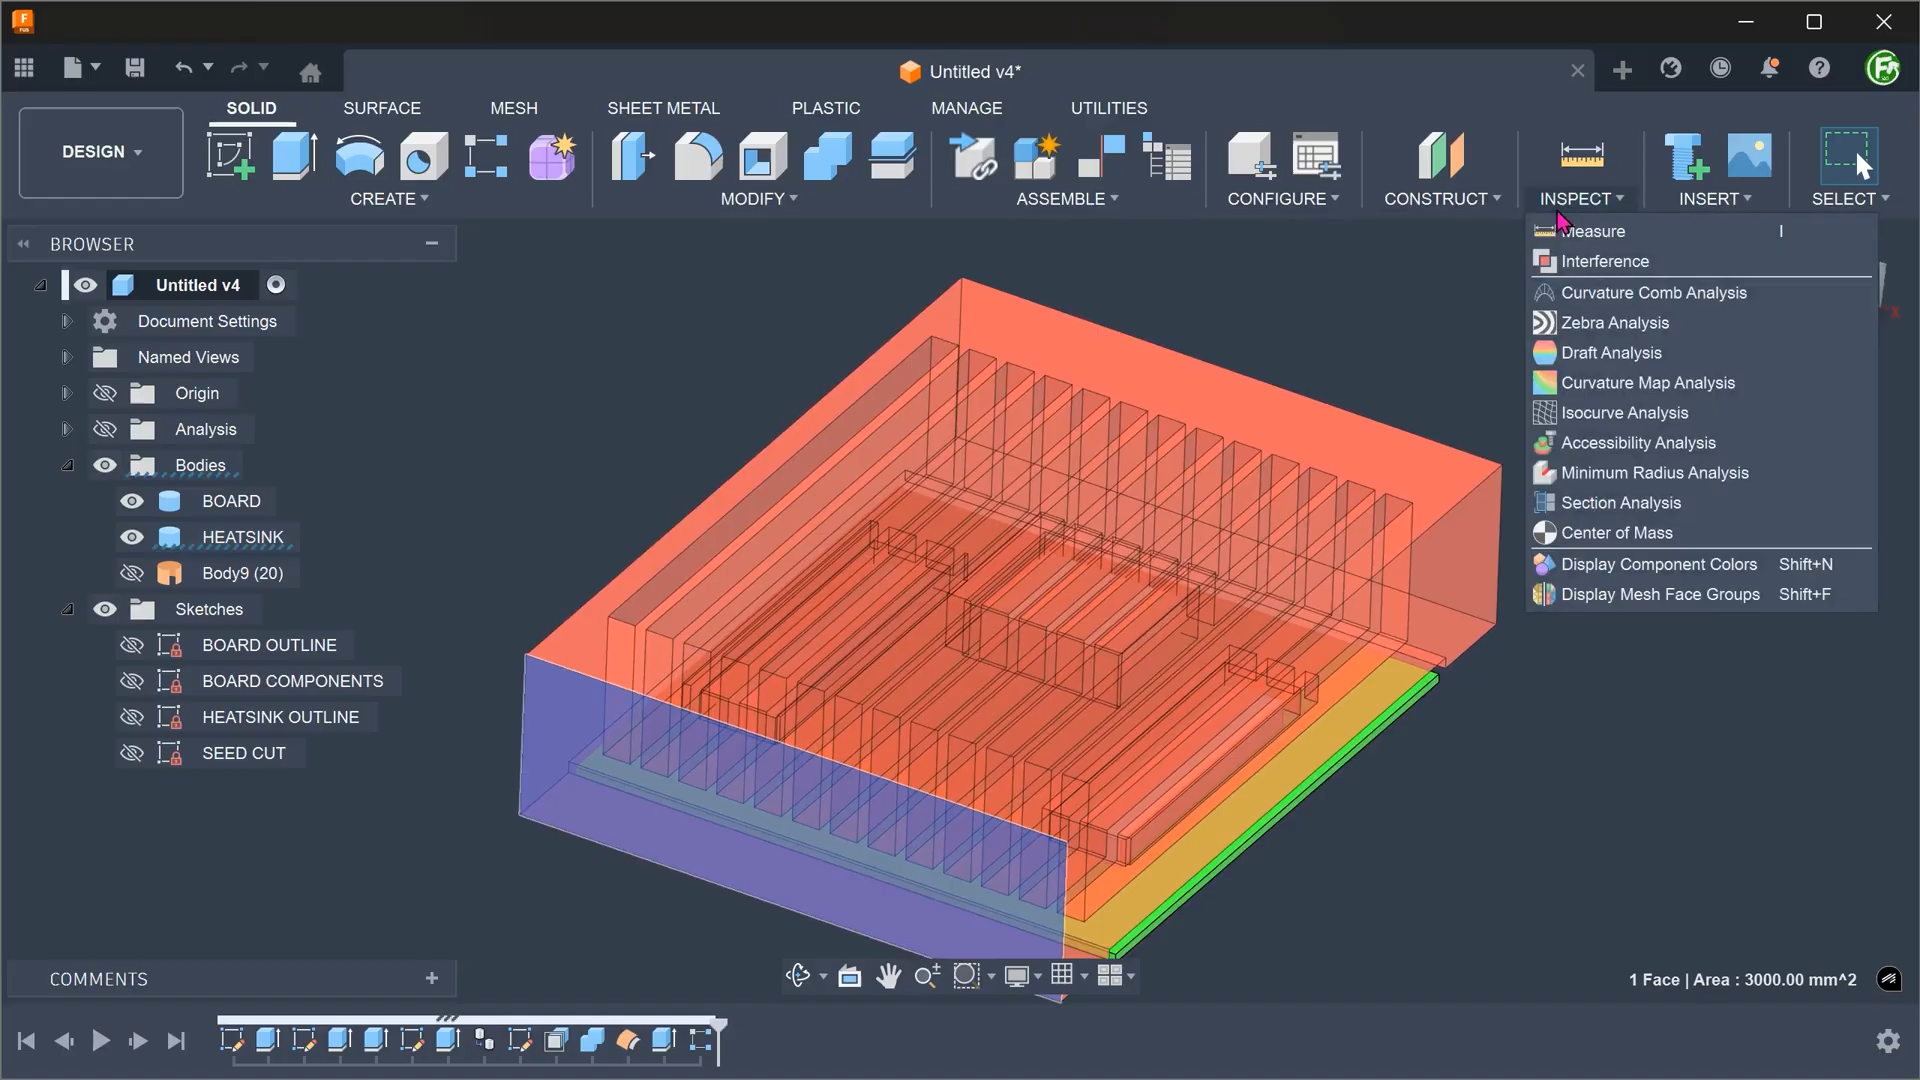 Untitled v4*
SOLID
SURFACE
MESH
SHEET METAL
PLASTIC
MANAGE
UTILITIES
DESIGN
CREATE
MODIFY
ASSEMBLE
CONFIGURE
CONSTRUCT
INSPECT
INSERT
SELECT
BROWSER
Untitled v4
Document Settings
Named Views
Origin
Analysis
Bodies
BOARD
HEATSINK
Body9 (20)
Sketches
BOARD OUTLINE
BOARD COMPONENTS
HEATSINK OUTLINE
SEED CUT
Measure I
Interference
Curvature Comb Analysis
Zebra Analysis
Draft Analysis
Curvature Map Analysis
Isocurve Analysis
Accessibility Analysis
Minimum Radius Analysis
Section Analysis
Center of Mass
Display Component Colors Shift+N
Display Mesh Face Groups Shift+F
X
COMMENTS
1 Face | Area : 3000.00 mm^2